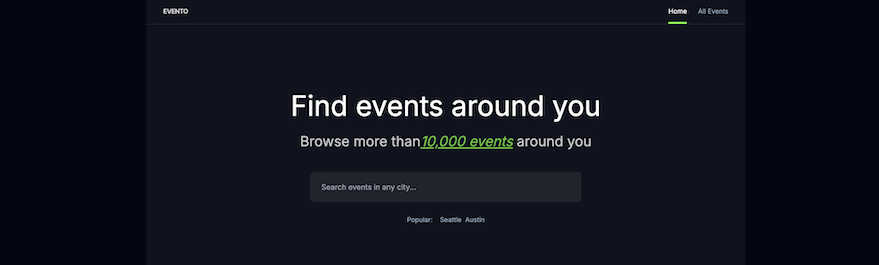 EVENTO Home All Events
Find events around you
Browse more than10,000 events around you
Search events in any city...
Popular: Seattle Austin